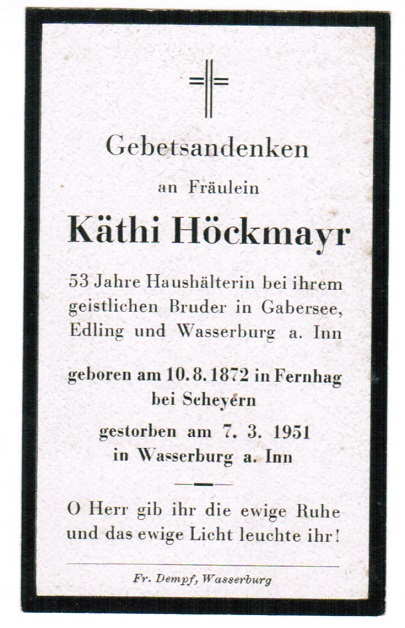 Gebetsandenken
an Fräulein
Käthi Höckmayr
53 Jahre Haushälterin bei ihrem
geistlichen Bruder in Gabersee,
Edling und Wasserburg a. Inn
geboren am 10.8.1872 in Fernhag
bei Scheyern
gestorben am 7. 3. 1951
in Wasserburg a. Inn
O Herr gib ihr die ewige Ruhe
und das ewige Licht leuchte ihr!
Fr. Dempf, Wasserburg